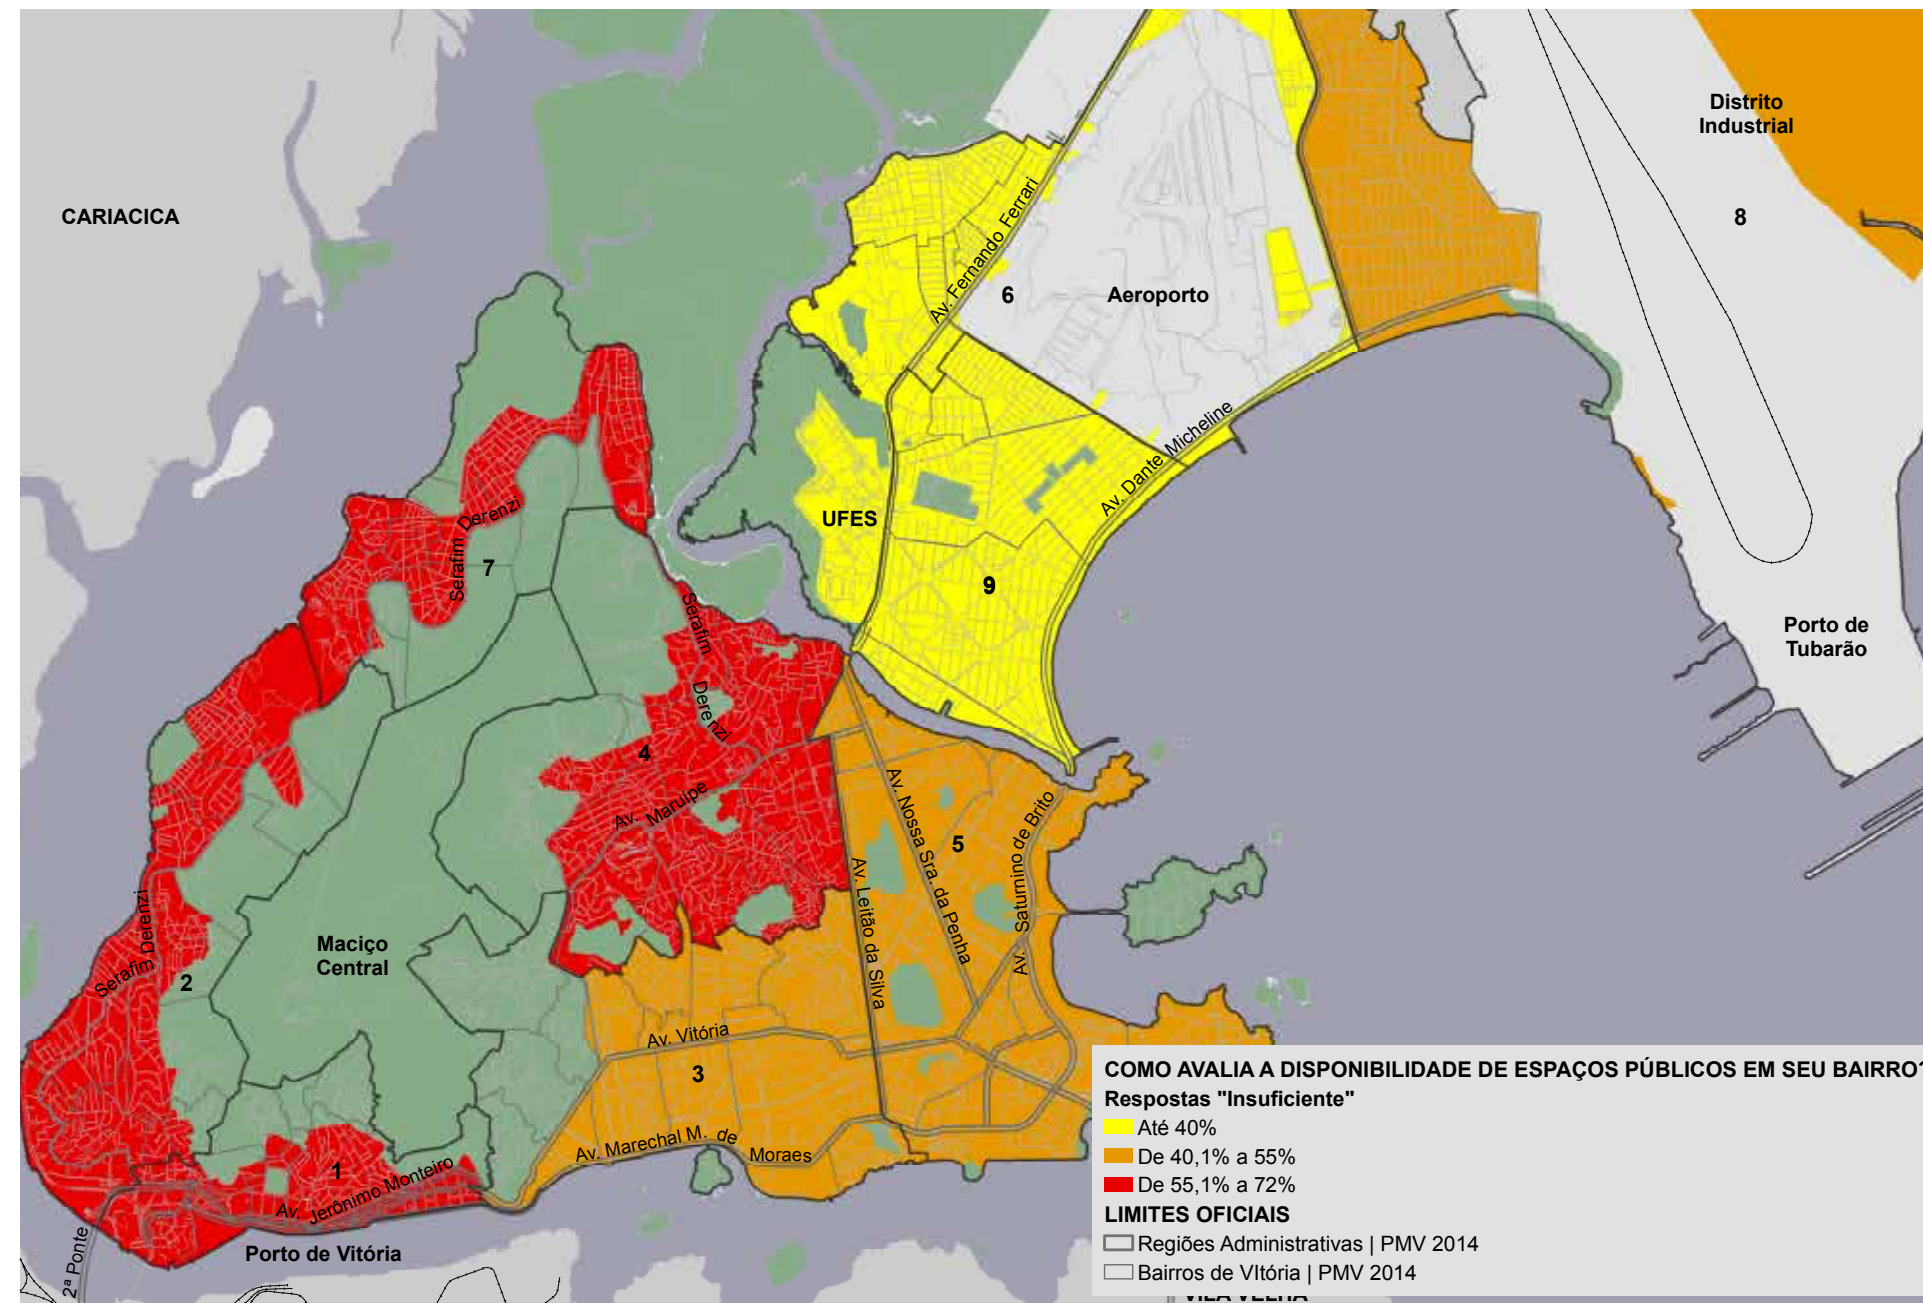 Distrito
Industrial
CARIACICA
8
Av. Fernando Ferrari
6
Aeroporto
Av. Dante Micheline
UFES
Serafim Derenzi
7
9
Porto de
Tubarão
Serafim Derenzi
4
Av. Maruípe
Av. Nossa Sra. da Penha
5
Av. Saturnino de Brito
Av. Leitão da Silva
Maciço
Central
Serafim Derenzi
2
Av. Vitória
3
Av. Marechal M. de Moraes
1
Av. Jerônimo Monteiro
Porto de Vitória
2ª Ponte
COMO AVALIA A DISPONIBILIDADE DE ESPAÇOS PÚBLICOS EM SEU BAIRRO?
Respostas "Insuficiente"
Até 40%
De 40,1% a 55%
De 55,1% a 72%
LIMITES OFICIAIS
Regiões Administrativas | PMV 2014
Bairros de VItória | PMV 2014
VILA VELHA